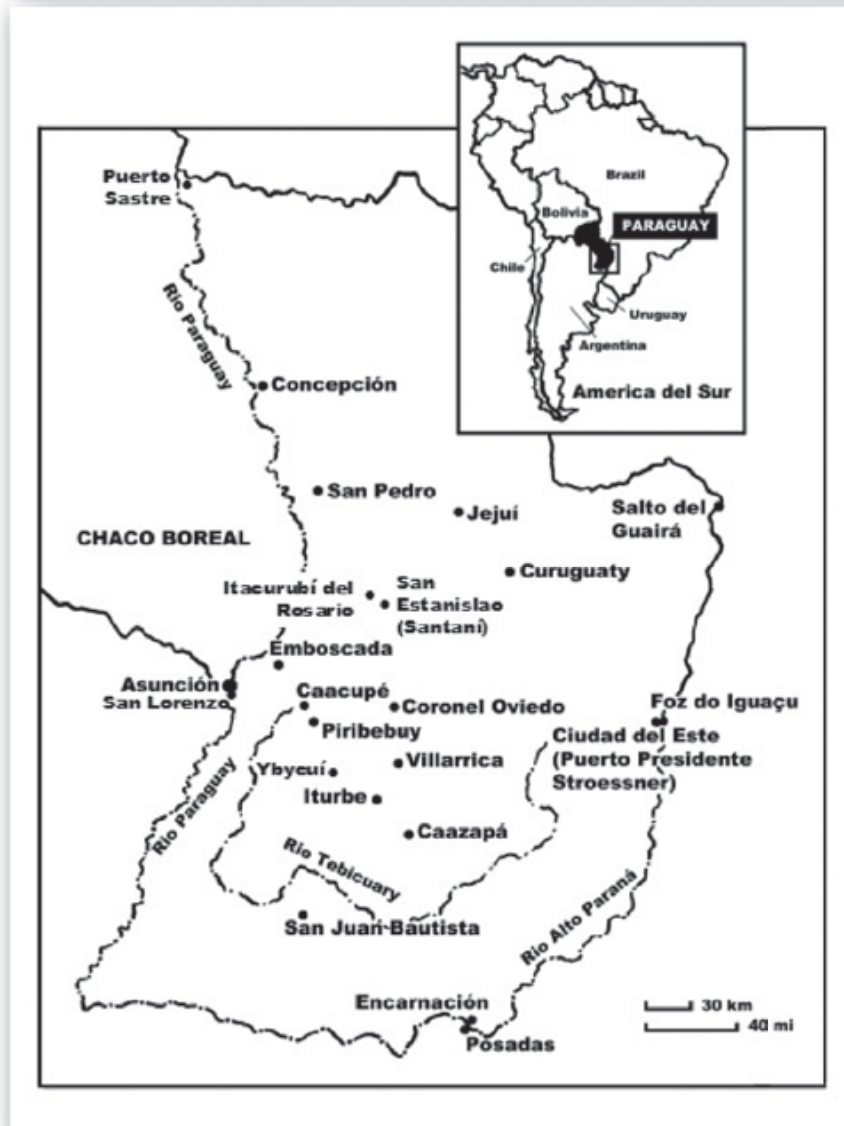 Brazil
Bolivia
PARAGUAY
Chile
Uruguay
Argentina
America del Sur
Puerto
Sastre
Río Paraguay
Concepción
San Pedro
Jejuí
Salto del
Guairá
CHACO BOREAL
Curuguaty
Itacurubí del
Rosario
San
Estanislao
(Santaní)
Emboscada
Asunción
San Lorenzo
Caacupé
Coronel Oviedo
Piribebuy
Foz do Iguaçu
Ciudad del Este
(Puerto Presidente
Stroessner)
Ybycuí
Villarrica
Iturbe
Río Paraguay
Caazapá
Río Tebicuary
San Juan Bautista
Río Alto Paraná
Encarnación
Posadas
30 km
40 mi